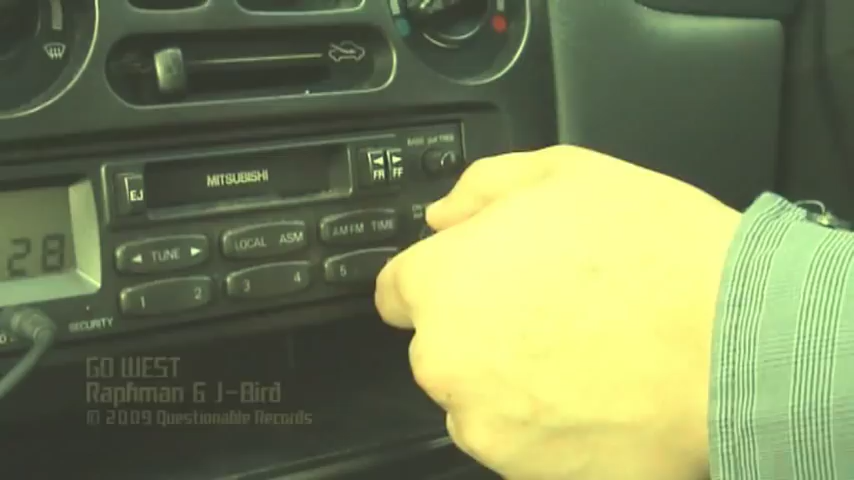 BASS TREB
MITSUBISHI
FR FF
EJ
TUNE
LOCAL ASM
AM FM TIME
28
1 2
3 4
5
SECURITY
GO WEST
Raphman & J-Bird
© 2009 Questionable Records